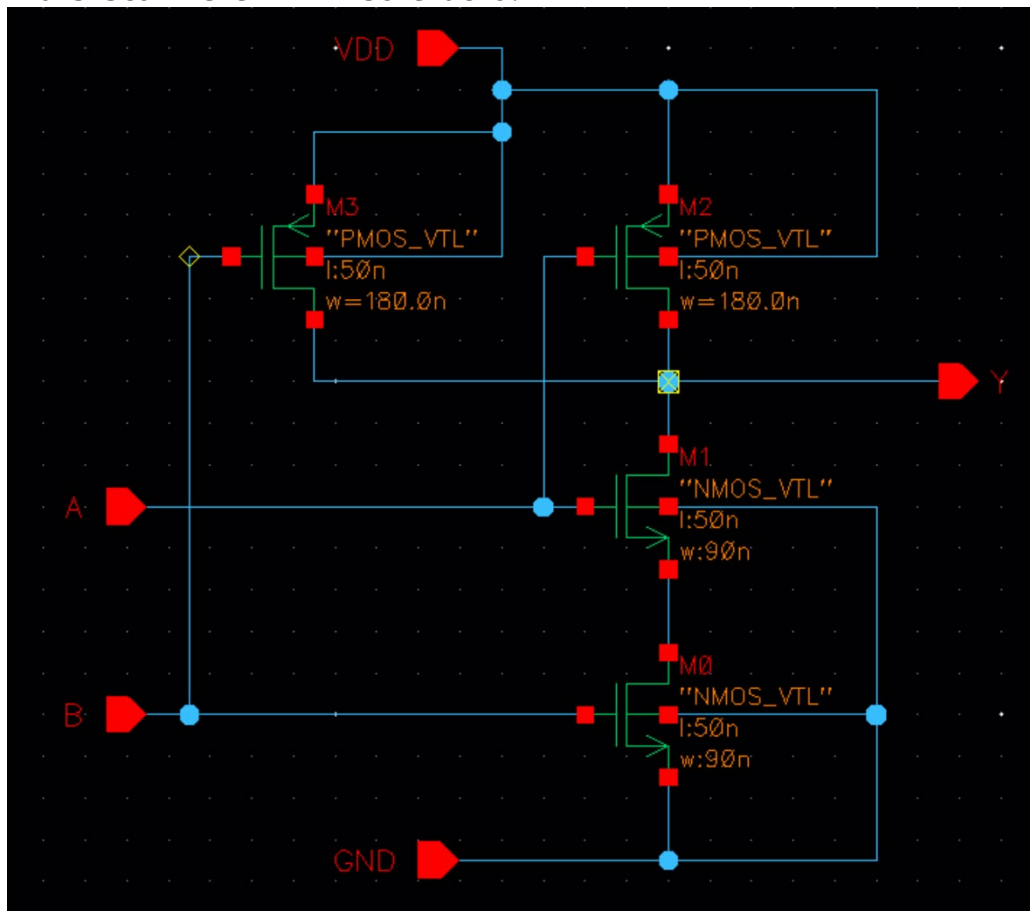 VDD
M3
"PMOS_VTL"
l:50n
w=180.0n
M2
"PMOS_VTL"
l:50n
w=180.0n
Y
M1
"NMOS_VTL"
l:50n
w:90n
A
M0
"NMOS_VTL"
l:50n
w:90n
B
GND